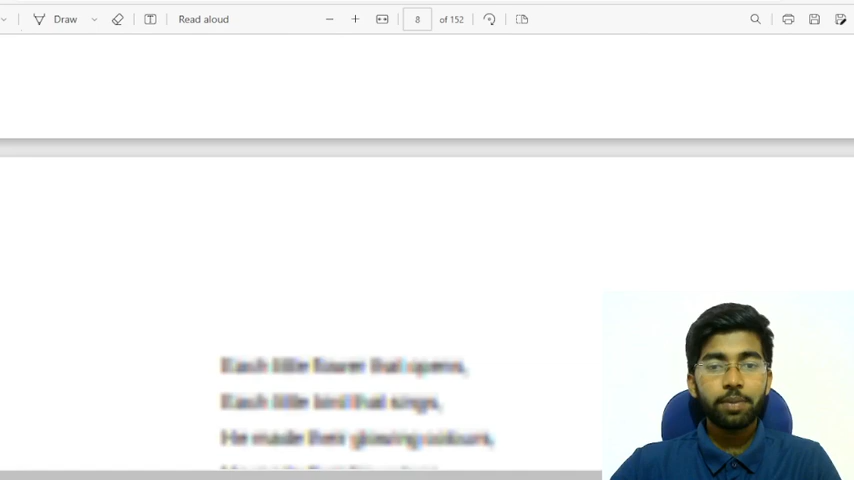 Draw
Read aloud
8 of 152
Each little flower that opens,
Each little bird that sings,
He made their glowing colours,